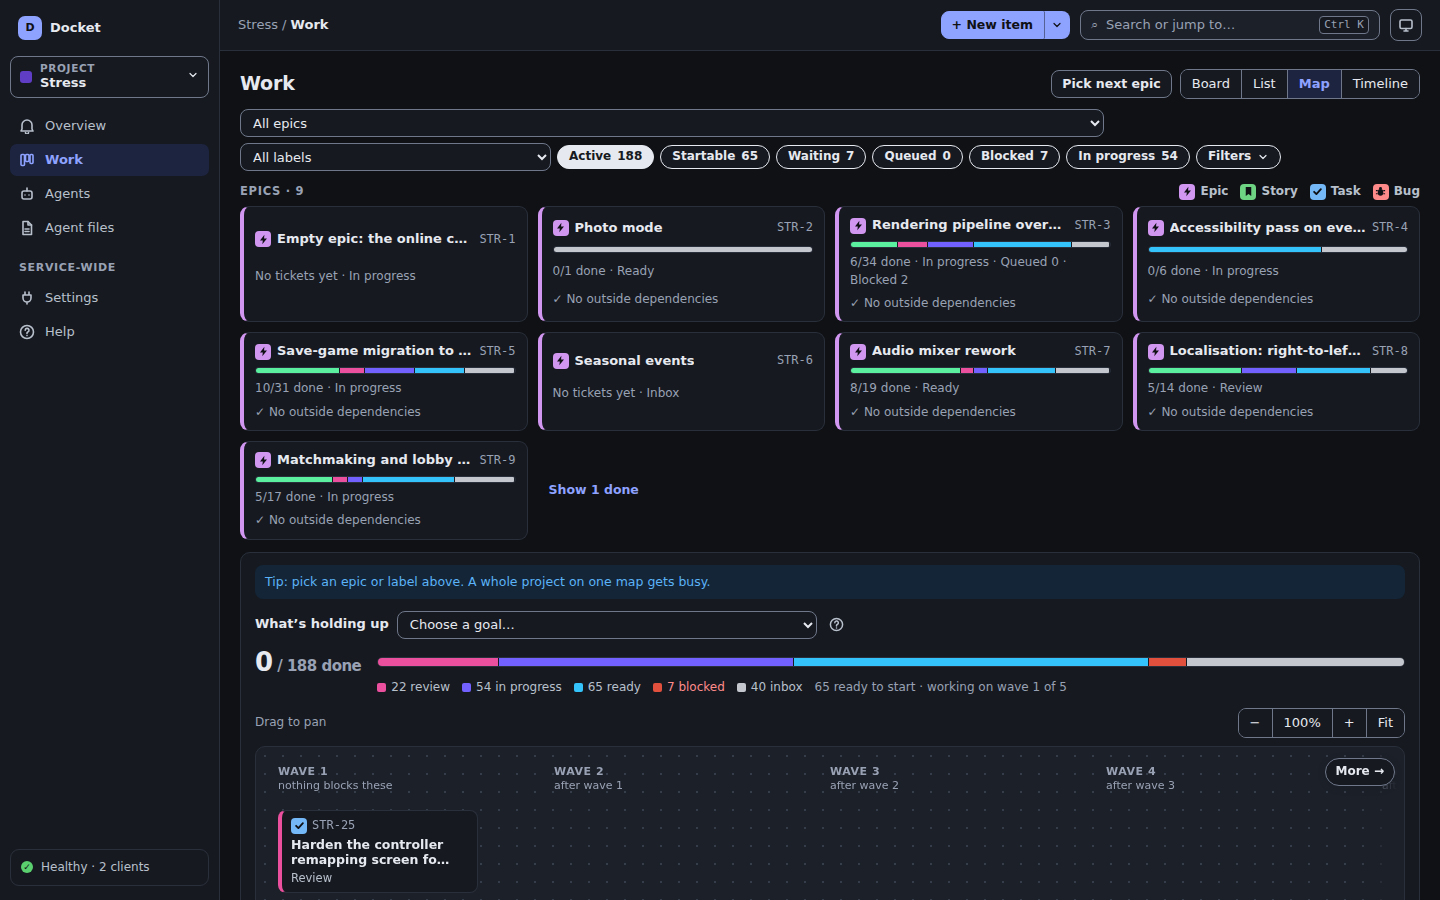 D Docket
PROJECT
Stress
Overview
Work
Agents
Agent files
SERVICE-WIDE
Settings
Help
Healthy · 2 clients
Stress / Work
+ New item
Search or jump to…
Ctrl K
Work
Pick next epic
Board List Map Timeline
All epics
All labels
Active 188 Startable 65 Waiting 7 Queued 0 Blocked 7 In progress 54 Filters
EPICS · 9
Epic Story Task Bug
Empty epic: the online c… STR-1
No tickets yet · In progress
Photo mode STR-2
0/1 done · Ready
✓ No outside dependencies
Rendering pipeline over… STR-3
6/34 done · In progress · Queued 0 ·
Blocked 2
✓ No outside dependencies
Accessibility pass on eve… STR-4
0/6 done · In progress
✓ No outside dependencies
Save-game migration to … STR-5
10/31 done · In progress
✓ No outside dependencies
Seasonal events STR-6
No tickets yet · Inbox
Audio mixer rework STR-7
8/19 done · Ready
✓ No outside dependencies
Localisation: right-to-lef… STR-8
5/14 done · Review
✓ No outside dependencies
Matchmaking and lobby … STR-9
5/17 done · In progress
✓ No outside dependencies
Show 1 done
Tip: pick an epic or label above. A whole project on one map gets busy.
What’s holding up Choose a goal…
0 / 188 done
22 review 54 in progress 65 ready 7 blocked 40 inbox 65 ready to start · working on wave 1 of 5
Drag to pan
− 100% + Fit
WAVE 1
nothing blocks these
WAVE 2
after wave 1
WAVE 3
after wave 2
WAVE 4
after wave 3
More →
STR-25
Harden the controller
remapping screen fo…
Review